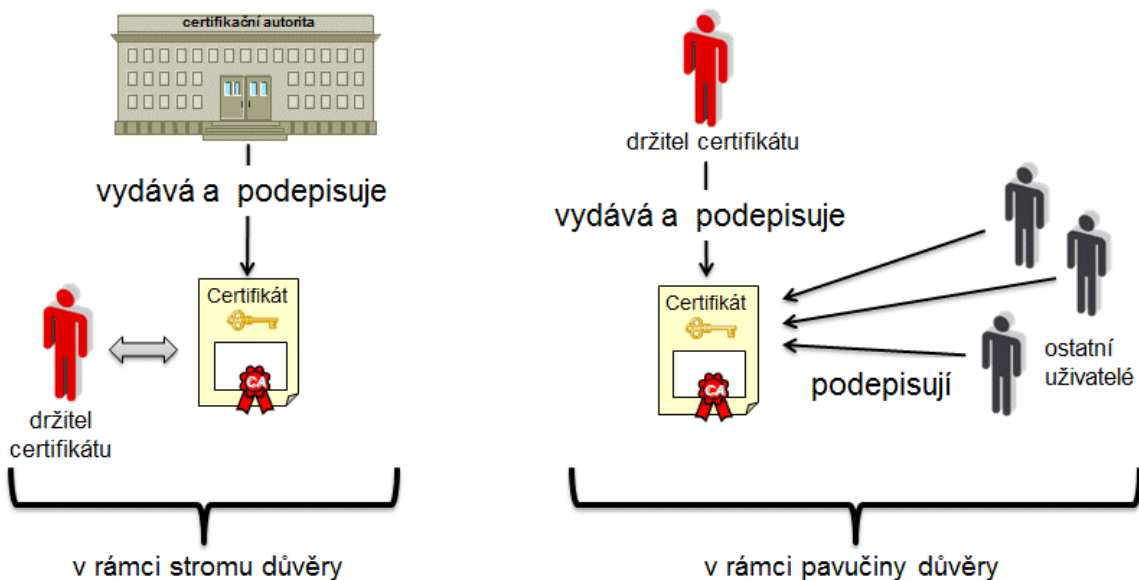 certifikační autorita
vydává a podepisuje
Certifikát
CA
držitel
certifikátu
v rámci stromu důvěry
držitel certifikátu
vydává a podepisuje
Certifikát
CA
podepisují
ostatní
uživatelé
v rámci pavučiny důvěry